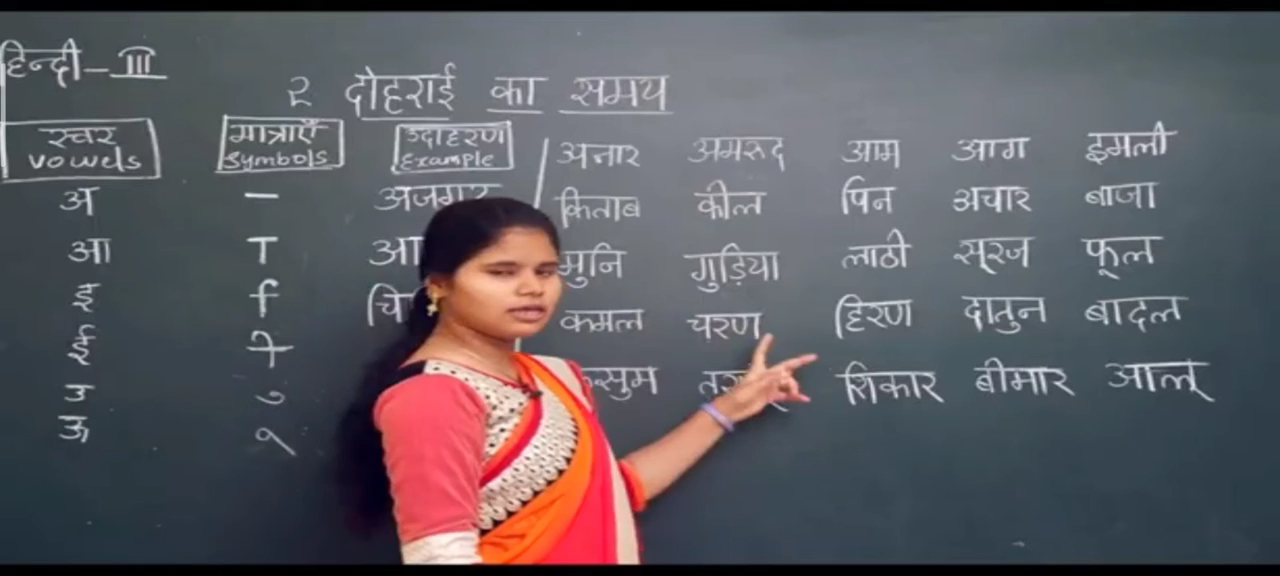 हिन्दी - III
२ दोहराई का समय
स्वर मात्राएँ उदाहरण
vowels symbols Example
अनार अमरुद आम आग इमली
अ - अजगर किताब कील पिन अचार बाजा
आ ा मुनि गुड़िया लाठी सूरज फूल
इ ि कमल चरण हिरण दातुन बादल
ई ी
उ ु शिकार बीमार आलू
ऊ ू